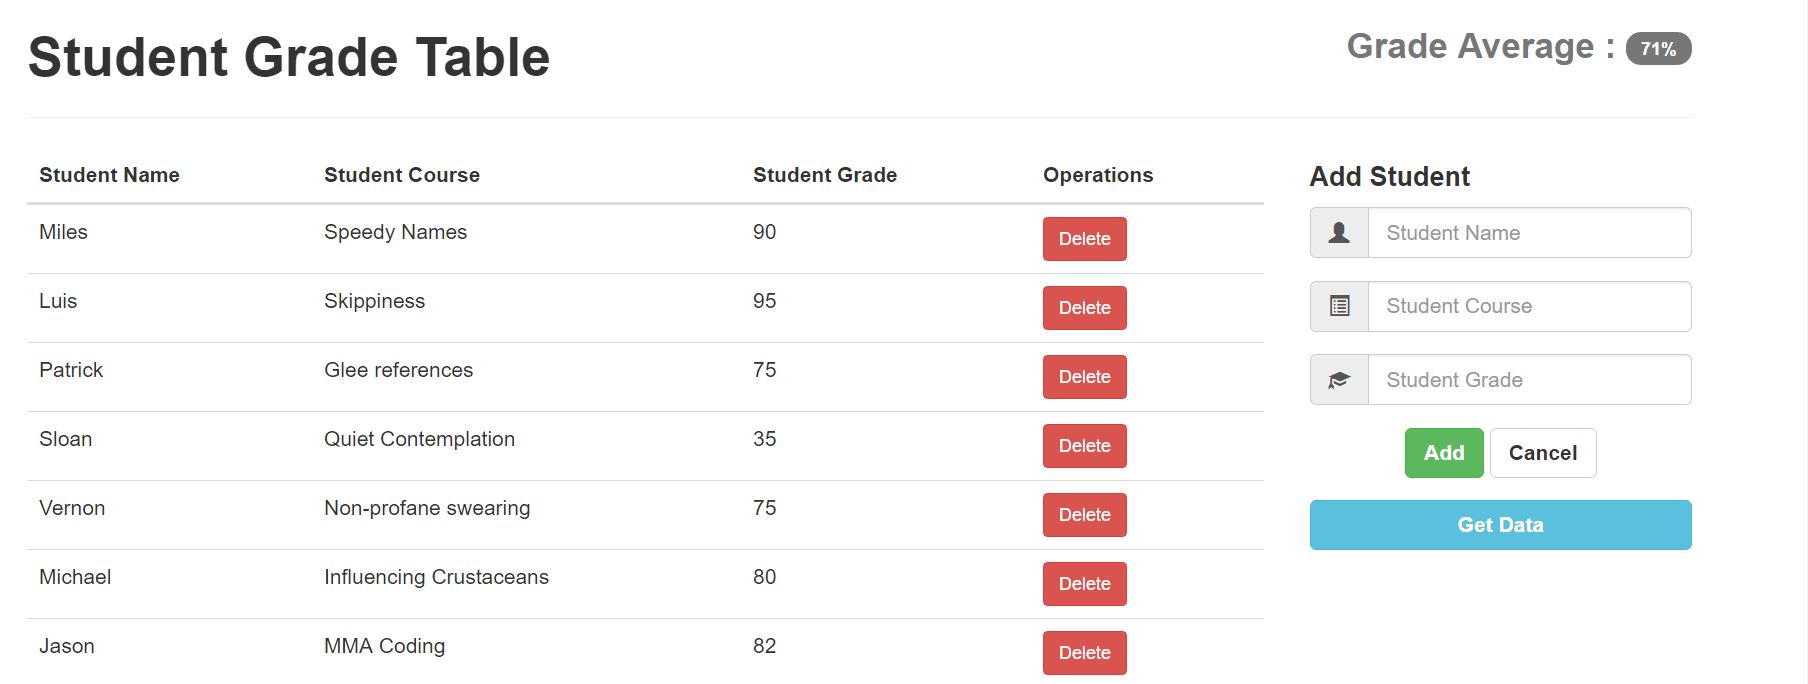 Student Grade Table
Grade Average : 71%
Student Name Student Course Student Grade Operations
Miles Speedy Names 90 Delete
Luis Skippiness 95 Delete
Patrick Glee references 75 Delete
Sloan Quiet Contemplation 35 Delete
Vernon Non-profane swearing 75 Delete
Michael Influencing Crustaceans 80 Delete
Jason MMA Coding 82 Delete
Add Student
Student Name
Student Course
Student Grade
Add Cancel
Get Data